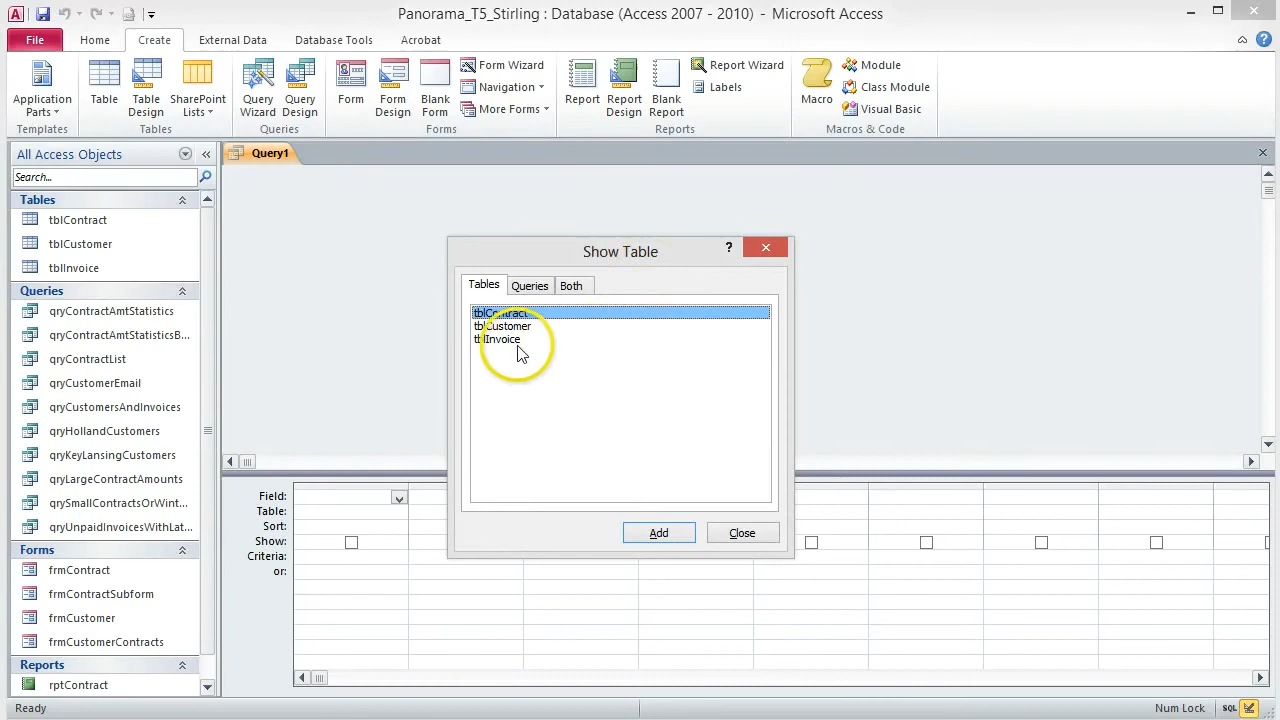 Panorama_T5_Stirling : Database (Access 2007 - 2010) - Microsoft Access
File Home Create External Data Database Tools Acrobat
Application Parts
Table
Table Design
SharePoint Lists
Query Wizard
Query Design
Form
Form Design
Blank Form
Form Wizard
Navigation
More Forms
Report
Report Design
Blank Report
Report Wizard
Labels
Macro
Module
Class Module
Visual Basic
Templates Tables Queries Forms Reports Macros & Code
All Access Objects
Search...
Tables
tblContract
tblCustomer
tblInvoice
Queries
qryContractAmtStatistics
qryContractAmtStatisticsB...
qryContractList
qryCustomerEmail
qryCustomersAndInvoices
qryHollandCustomers
qryKeyLansingCustomers
qryLargeContractAmounts
qrySmallContractsOrWint...
qryUnpaidInvoicesWithLat...
Forms
frmContract
frmContractSubform
frmCustomer
frmCustomerContracts
Reports
rptContract
Query1
Show Table
?
Tables Queries Both
tblContract
tblCustomer
tblInvoice
Add Close
Field:
Table:
Sort:
Show:
Criteria:
or:
Ready Num Lock SQL